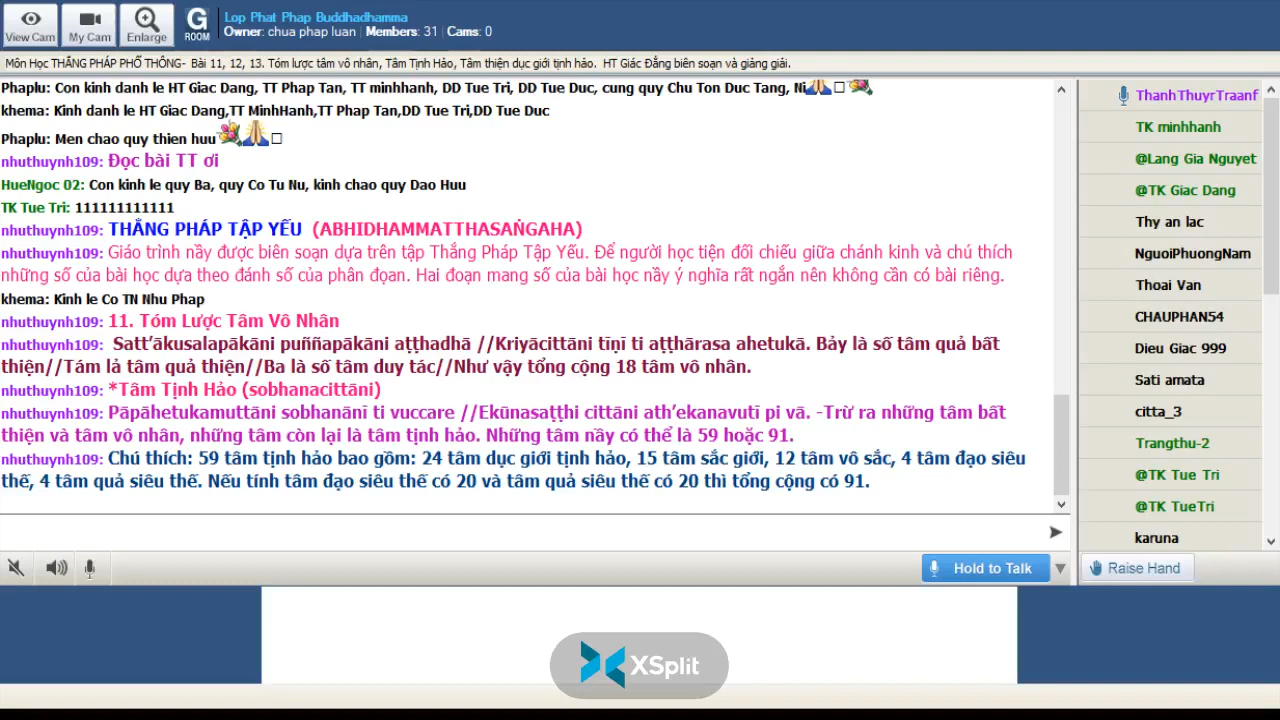 View Cam
My Cam
Enlarge
G
ROOM
Lop Phat Phap Buddhadhamma
Owner: chua phap luan | Members: 31 | Cams: 0
Môn Học THẮNG PHÁP PHỔ THÔNG- Bài 11, 12, 13. Tóm lược tâm vô nhân, Tâm Tịnh Hảo, Tâm thiện dục giới tịnh hảo. HT Giác Đẳng biên soạn và giảng giải.
Phaplu: Con kinh danh le HT Giac Dang, TT Phap Tan, TT minhhanh, DD Tue Tri, DD Tue Duc, cung quy Chu Ton Duc Tang, Ni
khema: Kinh danh le HT Giac Dang,TT MinhHanh,TT Phap Tan,DD Tue Tri,DD Tue Duc
Phaplu: Men chao quy thien huu
nhuthuynh109: Đọc bài TT ơi
HueNgoc 02: Con kinh le quy Ba, quy Co Tu Nu, kinh chao quy Dao Huu
TK Tue Tri: 111111111111
nhuthuynh109: THẮNG PHÁP TẬP YẾU (ABHIDHAMMATTHASAṄGAHA)
nhuthuynh109: Giáo trình nầy được biên soạn dựa trên tập Thắng Pháp Tập Yếu. Để người học tiện đối chiếu giữa chánh kinh và chú thích
những số của bài học dựa theo đánh số của phân đoạn. Hai đoạn mang số của bài học nầy ý nghĩa rất ngắn nên không cần có bài riêng.
khema: Kinh le Co TN Nhu Phap
nhuthuynh109: 11. Tóm Lược Tâm Vô Nhân
nhuthuynh109: Satt’ākusalapākāni puññapākāni aṭṭhadhā //Kriyācittāni tīṇī ti aṭṭhārasa ahetukā. Bảy là số tâm quả bất
thiện//Tám lả tâm quả thiện//Ba là số tâm duy tác//Như vậy tổng cộng 18 tâm vô nhân.
nhuthuynh109: *Tâm Tịnh Hảo (sobhanacittāni)
nhuthuynh109: Pāpāhetukamuttāni sobhanānī ti vuccare //Ekūnasaṭṭhi cittāni ath’ekanavutī pi vā. -Trừ ra những tâm bất
thiện và tâm vô nhân, những tâm còn lại là tâm tịnh hảo. Những tâm nầy có thể là 59 hoặc 91.
nhuthuynh109: Chú thích: 59 tâm tịnh hảo bao gồm: 24 tâm dục giới tịnh hảo, 15 tâm sắc giới, 12 tâm vô sắc, 4 tâm đạo siêu
thế, 4 tâm quả siêu thế. Nếu tính tâm đạo siêu thế có 20 và tâm quả siêu thế có 20 thì tổng cộng có 91.
ThanhThuyrTraanf
TK minhhanh
@Lang Gia Nguyet
@TK Giac Dang
Thy an lac
NguoiPhuongNam
Thoai Van
CHAUPHAN54
Dieu Giac 999
Sati amata
citta_3
Trangthu-2
@TK Tue Tri
@TK TueTri
karuna
Hold to Talk
Raise Hand
XSplit